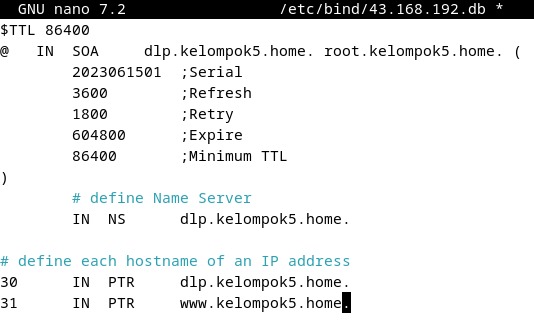 GNU nano 7.2 /etc/bind/43.168.192.db *
$TTL 86400
@ IN SOA dlp.kelompok5.home. root.kelompok5.home. (
2023061501 ;Serial
3600 ;Refresh
1800 ;Retry
604800 ;Expire
86400 ;Minimum TTL
)
# define Name Server
IN NS dlp.kelompok5.home.
# define each hostname of an IP address
30 IN PTR dlp.kelompok5.home.
31 IN PTR www.kelompok5.home.